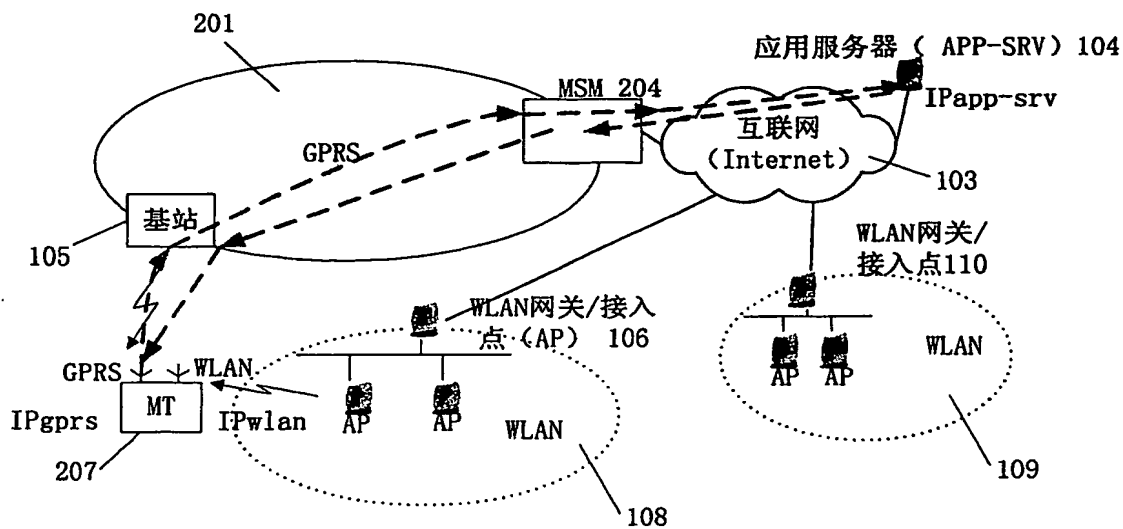 201
应用服务器（ APP-SRV）104
MSM 204
IPapp-srv
互联网
（Internet）
GPRS
103
基站
105
WLAN网关/
接入点110
WLAN网关/接入
点（AP） 106
WLAN
AP
AP
GPRS
WLAN
MT
IPgprs
IPwlan
AP
AP
WLAN
207
108
109